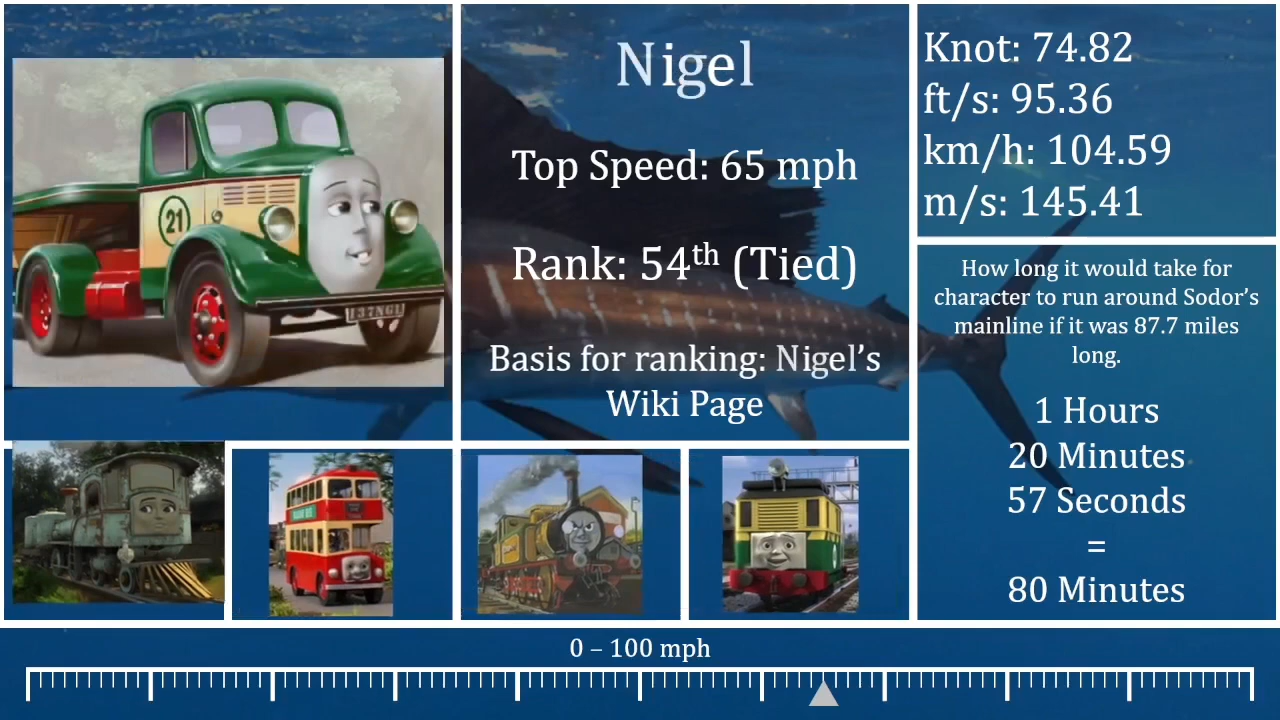 Nigel
Top Speed: 65 mph
Rank: 54th (Tied)
Basis for ranking: Nigel's
Wiki Page
21
Knot: 74.82
ft/s: 95.36
km/h: 104.59
m/s: 145.41
How long it would take for
character to run around Sodor's
mainline if it was 87.7 miles
long.
1 Hours
20 Minutes
57 Seconds
=
80 Minutes
0 – 100 mph